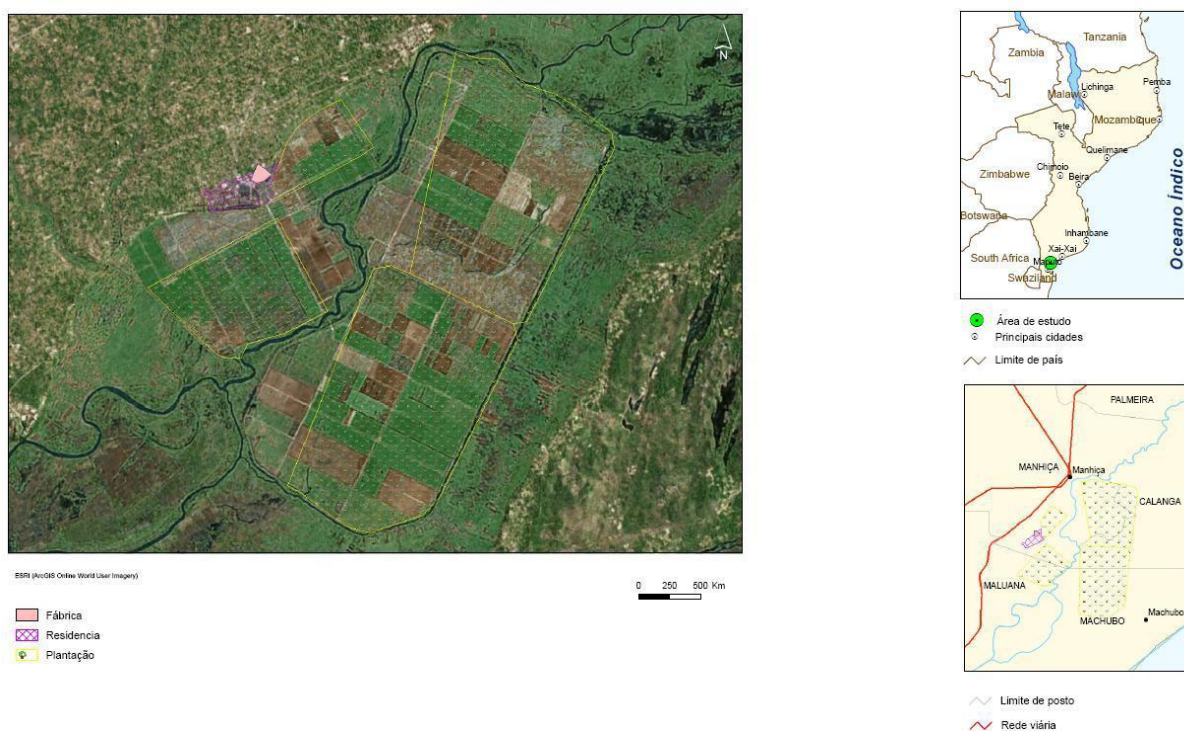 N
ESRI (ArcGIS Online World User Imagery)
0 250 500 Km
Fábrica
Residencia
Plantação
Tanzania
Zambia
Pemba
Lichinga
Malawi
Mozambique
Tete
Quelimane
Chimoio
Zimbabwe
Beira
Oceano Índico
Botswana
Inhambane
Xai-Xai
South Africa
Maputo
Swaziland
Área de estudo
Principais cidades
Limite de país
PALMEIRA
MANHIÇA
Manhiça
CALANGA
MALUANA
Machubo
MACHUBO
Limite de posto
Rede viária